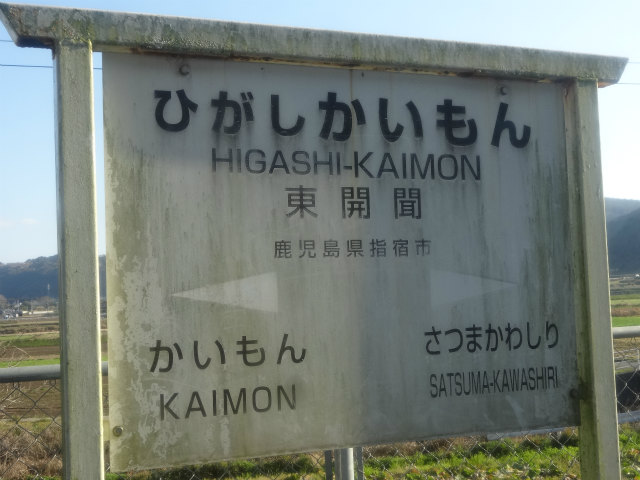 ひがしかいもん
HIGASHI-KAIMON
東開聞
鹿児島県指宿市
かいもん
KAIMON
さつまかわしり
SATSUMA-KAWASHIRI